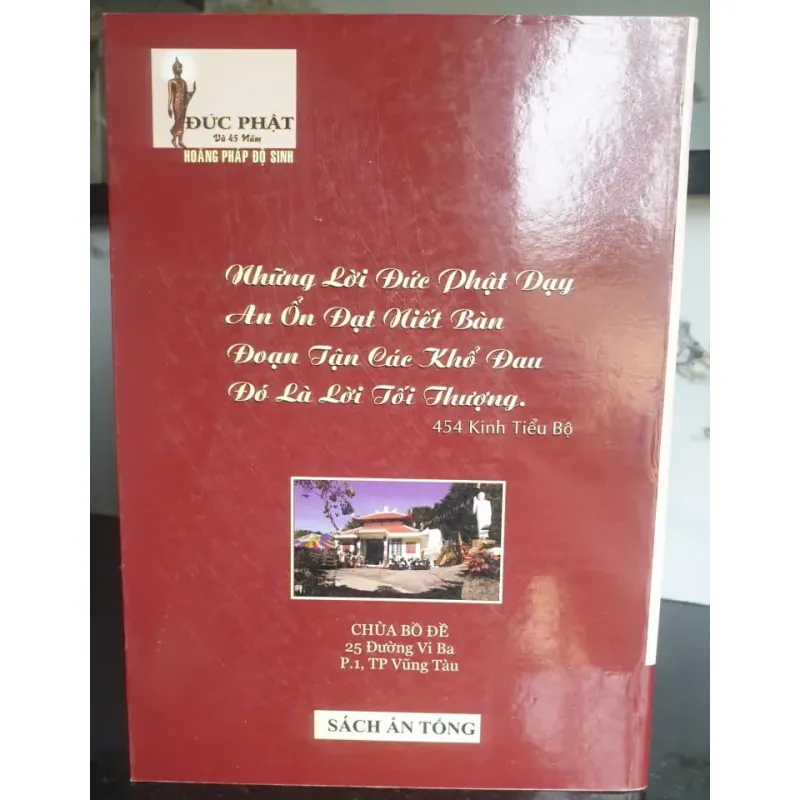 ĐỨC PHẬT
Và 45 Năm
HOẰNG PHÁP ĐỘ SINH
Những Lời Đức Phật Dạy
An Ổn Đạt Niết Bàn
Đoạn Tận Các Khổ Đau
Đó Là Lời Tối Thượng.
454 Kinh Tiểu Bộ
CHÙA BỒ ĐỀ
25 Đường Vi Ba
P.1, TP Vũng Tàu
SÁCH ẤN TỐNG